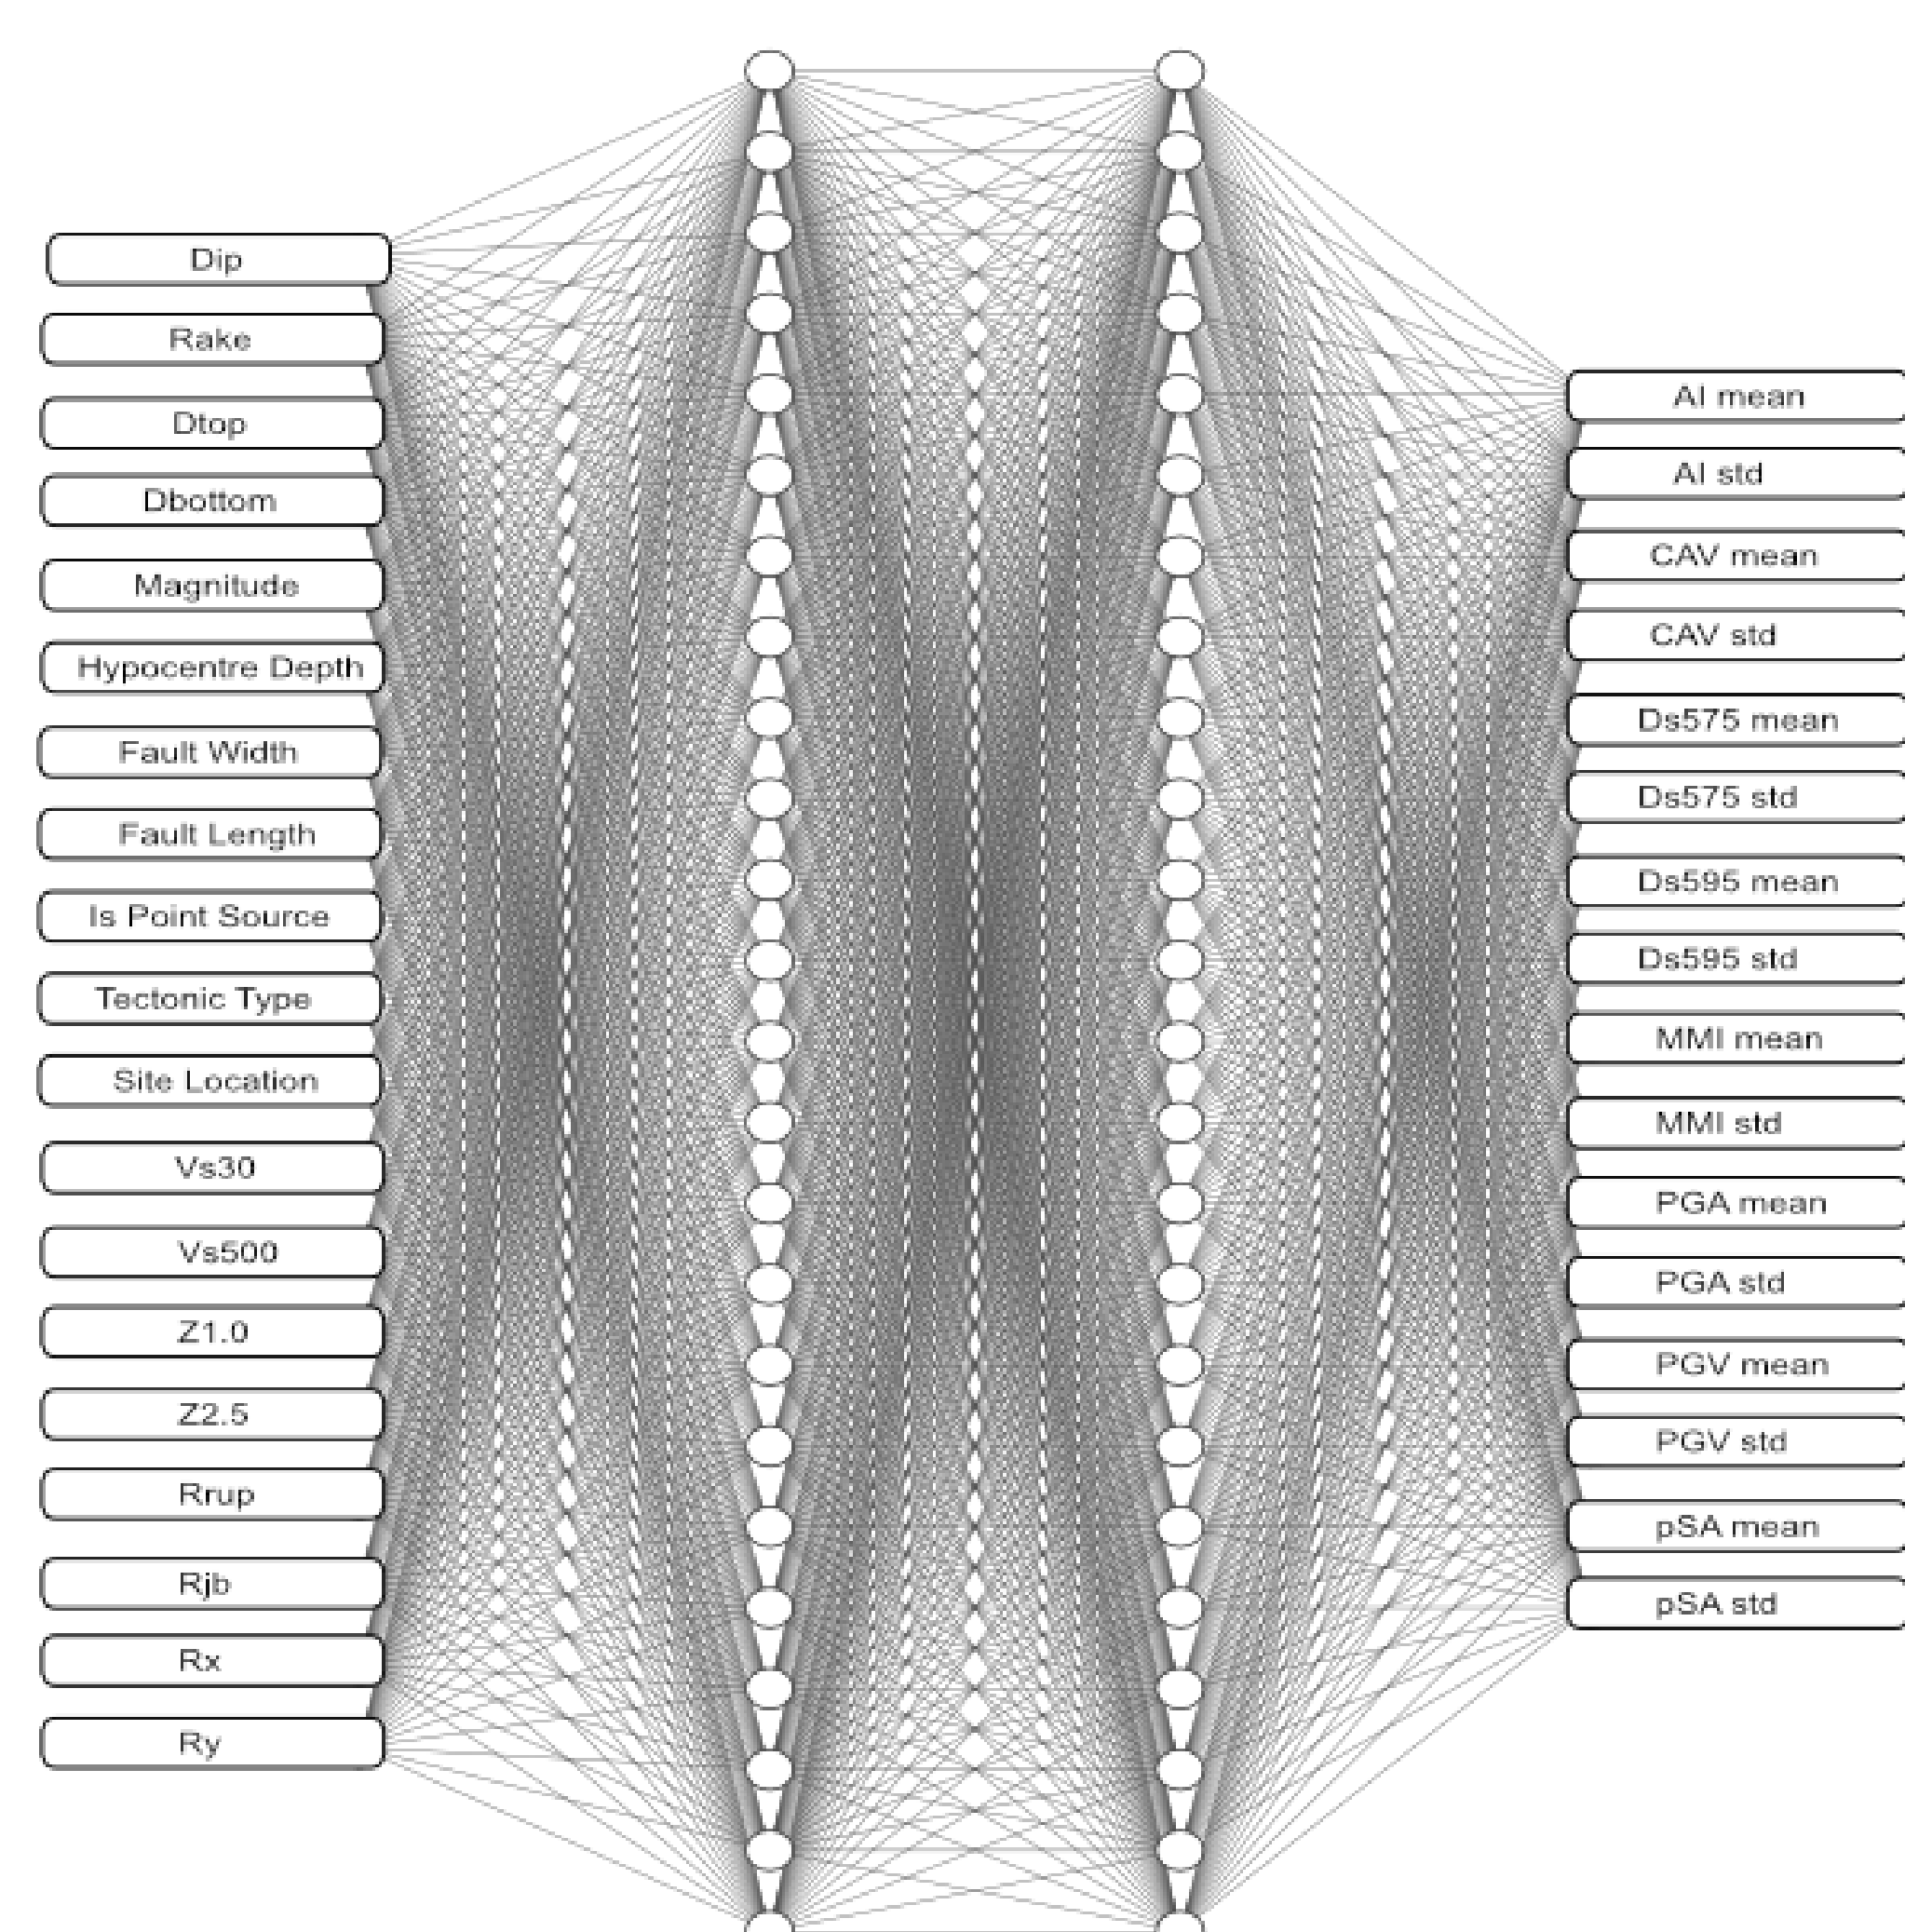 Dip
Rake
Dtop
Dbottom
Magnitude
Hypocentre Depth
Fault Width
Fault Length
Is Point Source
Tectonic Type
Site Location
Vs30
Vs500
Z1.0
Z2.5
Rrup
Rjb
Rx
Ry
AI mean
AI std
CAV mean
CAV std
Ds575 mean
Ds575 std
Ds595 mean
Ds595 std
MMI mean
MMI std
PGA mean
PGA std
PGV mean
PGV std
pSA mean
pSA std